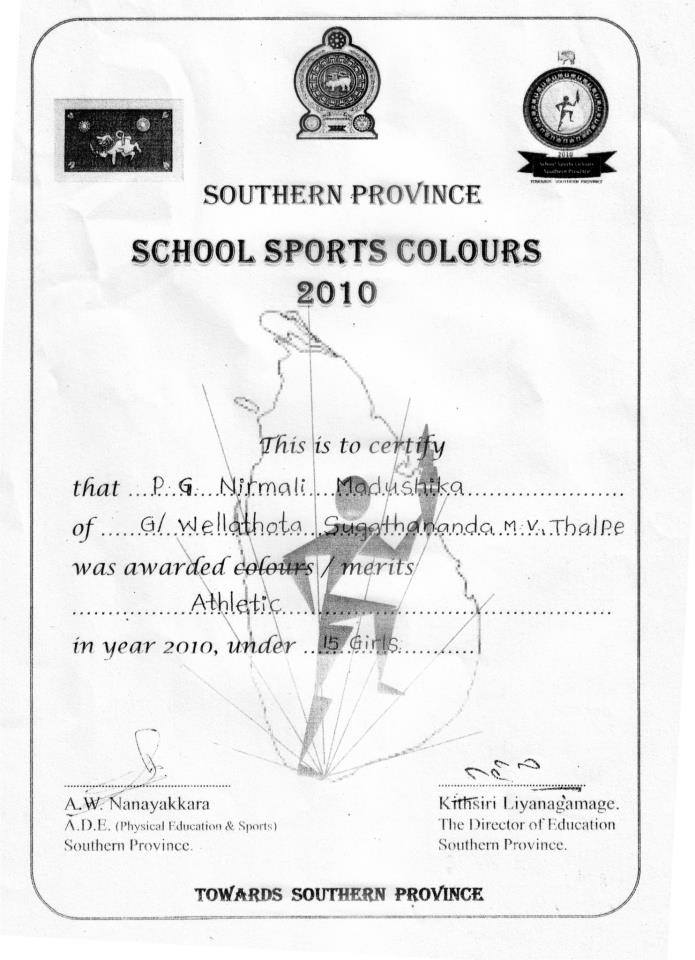 2010
School Sports Colours
Southern Province
TOWARDS SOUTHERN PROVINCE
SOUTHERN PROVINCE
SCHOOL SPORTS COLOURS
2010
This is to certify
that ...P. G. Nirmali Madushika...
of ...G/ Wellathota Sugathananda M.V, Thalpe
was awarded colours / merits
...Athletic...
in year 2010, under ...15 Girls...
A.W. Nanayakkara
A.D.E. (Physical Education & Sports)
Southern Province.
Kithsiri Liyanagamage.
The Director of Education
Southern Province.
TOWARDS SOUTHERN PROVINCE